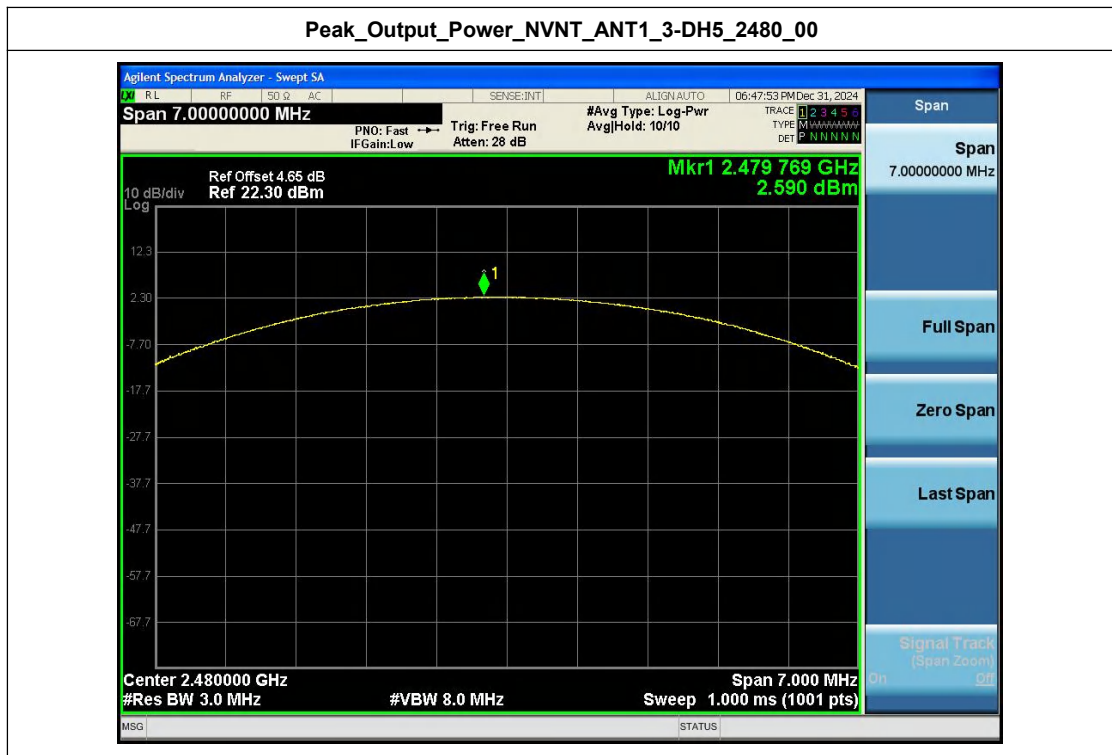 Peak_Output_Power_NVNT_ANT1_3-DH5_2480_00
Agilent Spectrum Analyzer - Swept SA
LXI RL RF 50 Ω AC SENSE:INT ALIGN AUTO 06:47:53 PM Dec 31, 2024
Span 7.00000000 MHz
PNO: Fast
IFGain:Low
Trig: Free Run
Atten: 28 dB
#Avg Type: Log-Pwr
Avg|Hold: 10/10
TRACE 1 2 3 4 5 6
TYPE M WWWWW
DET P N N N N N
Mkr1 2.479 769 GHz
2.590 dBm
Ref Offset 4.65 dB
10 dB/div Ref 22.30 dBm
Log
12.3
2.30
-7.70
-17.7
-27.7
-37.7
-47.7
-57.7
-67.7
1
Center 2.480000 GHz Span 7.000 MHz
#Res BW 3.0 MHz #VBW 8.0 MHz Sweep 1.000 ms (1001 pts)
MSG STATUS
Span
Span
7.00000000 MHz
Full Span
Zero Span
Last Span
Signal Track
(Span Zoom)
On Off